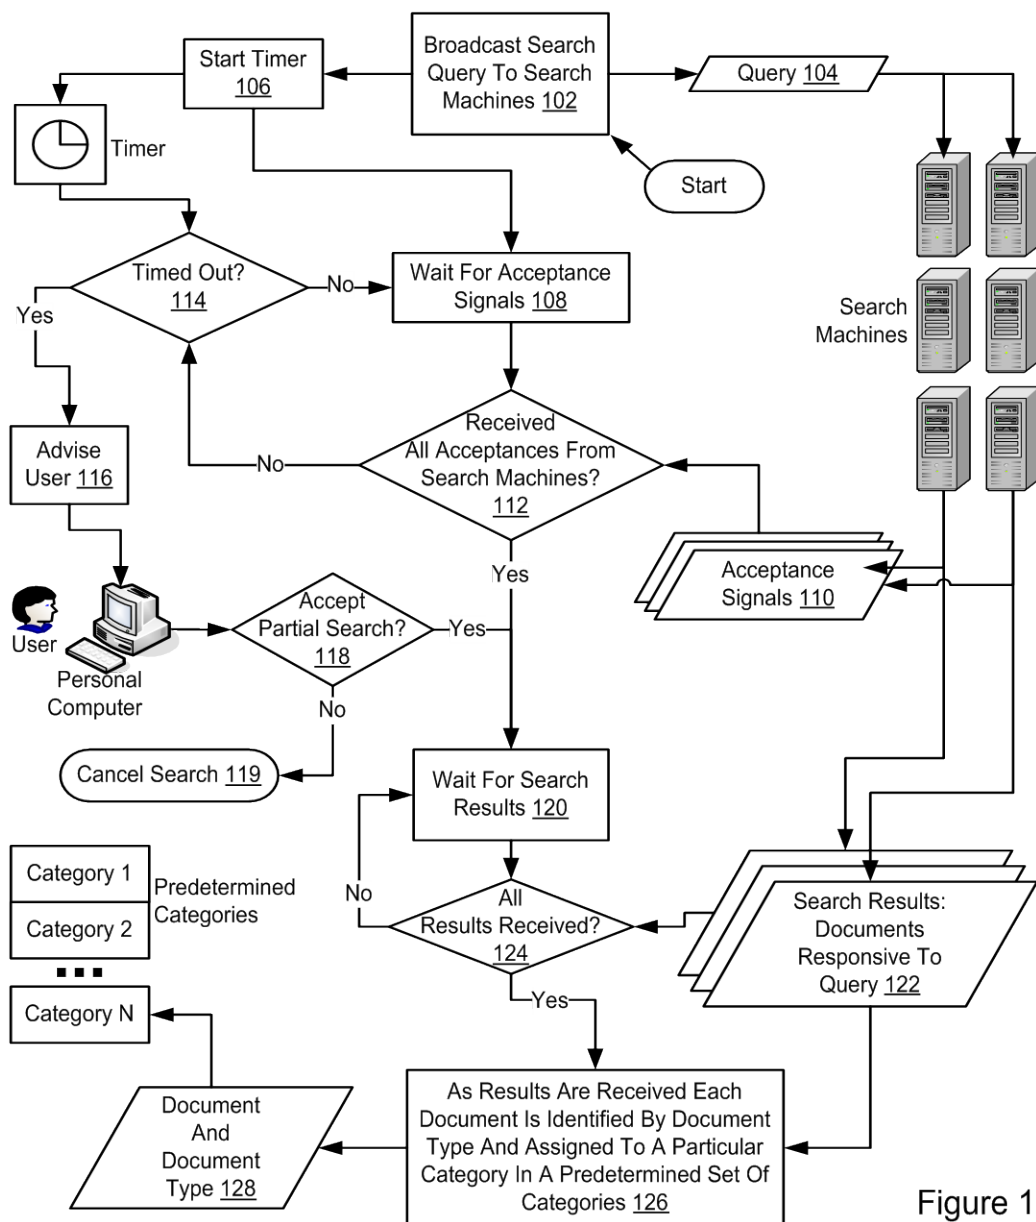 Broadcast Search
Query To Search
Machines 102
Start Timer
106
Query 104
Timer
Start
Timed Out?
114
No
Wait For Acceptance
Signals 108
Yes
Search
Machines
Received
All Acceptances From
Search Machines?
112
No
Advise
User 116
Yes
Acceptance
Signals 110
Accept
Partial Search?
118
Yes
User
Personal
Computer
No
Cancel Search 119
Wait For Search
Results 120
Category 1
Category 2
Category N
Predetermined
Categories
No
All
Results Received?
124
Search Results:
Documents
Responsive To
Query 122
Yes
As Results Are Received Each
Document Is Identified By Document
Type And Assigned To A Particular
Category In A Predetermined Set Of
Categories 126
Document
And
Document
Type 128
Figure 1